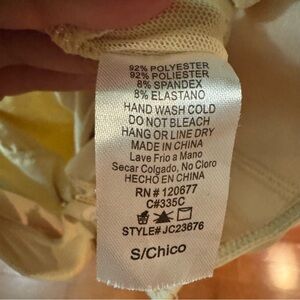 92% POLYESTER
92% POLIESTER
8% SPANDEX
8% ELASTANO
HAND WASH COLD
DO NOT BLEACH
HANG OR LINE DRY
MADE IN CHINA
Lave Frio a Mano
Secar Colgado, No Cloro
HECHO EN CHINA
RN # 120677
C#335C
STYLE# JC23676
S/Chico